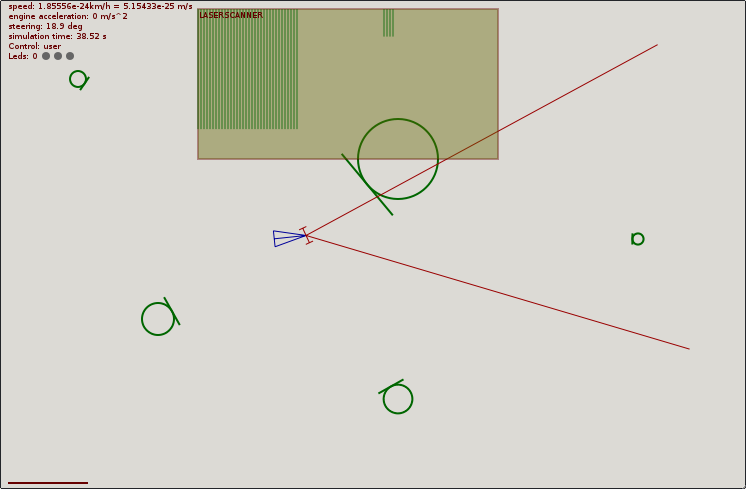 speed: 1.85556e-24km/h = 5.15433e-25 m/s
engine acceleration: 0 m/s^2
steering: 18.9 deg
simulation time: 38.52 s
Control: user
Leds: 0
LASERSCANNER